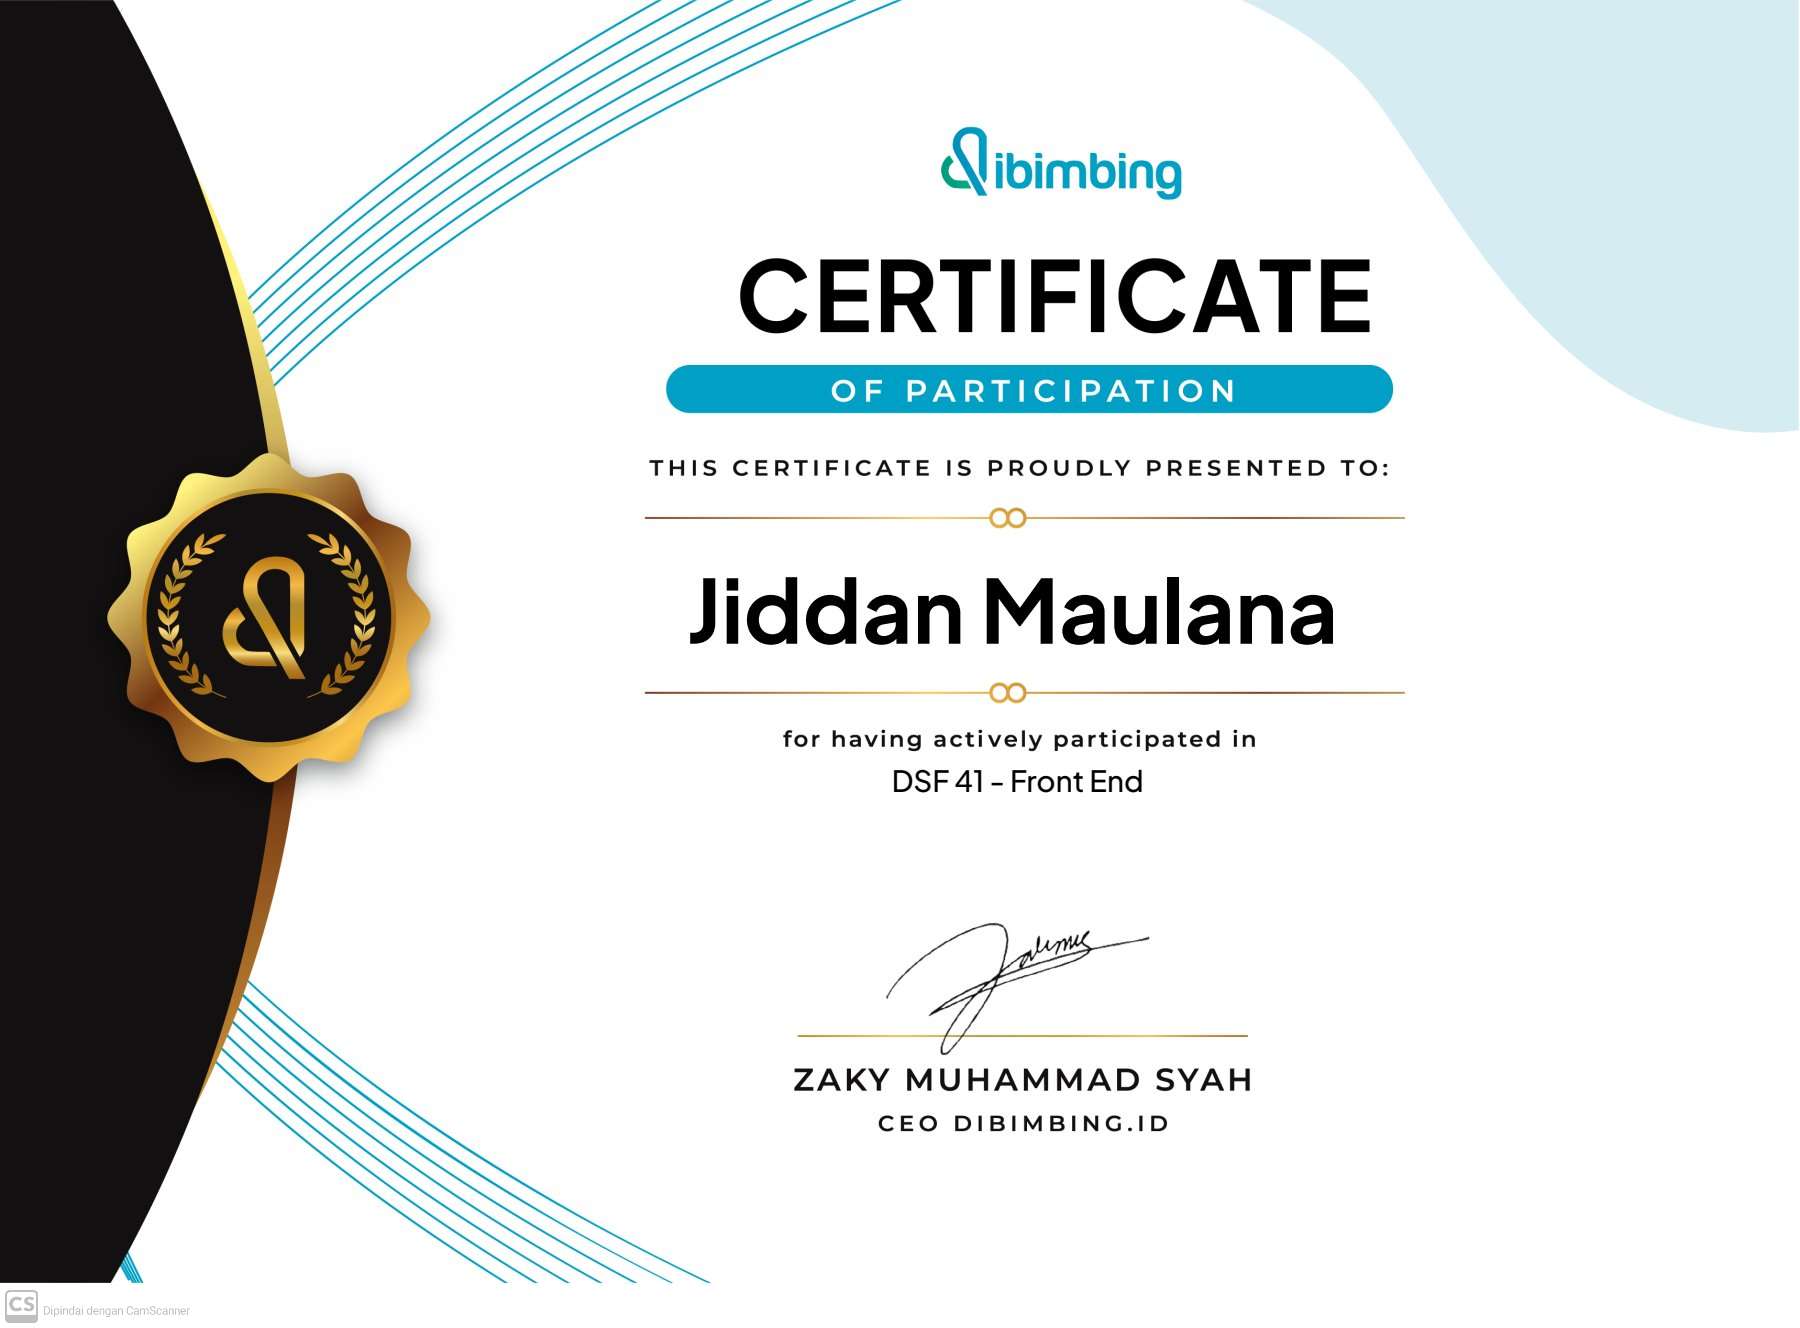 dibimbing
CERTIFICATE
OF PARTICIPATION
THIS CERTIFICATE IS PROUDLY PRESENTED TO:
Jiddan Maulana
for having actively participated in
DSF 41 - Front End
ZAKY MUHAMMAD SYAH
CEO DIBIMBING.ID
CS Dipindai dengan CamScanner